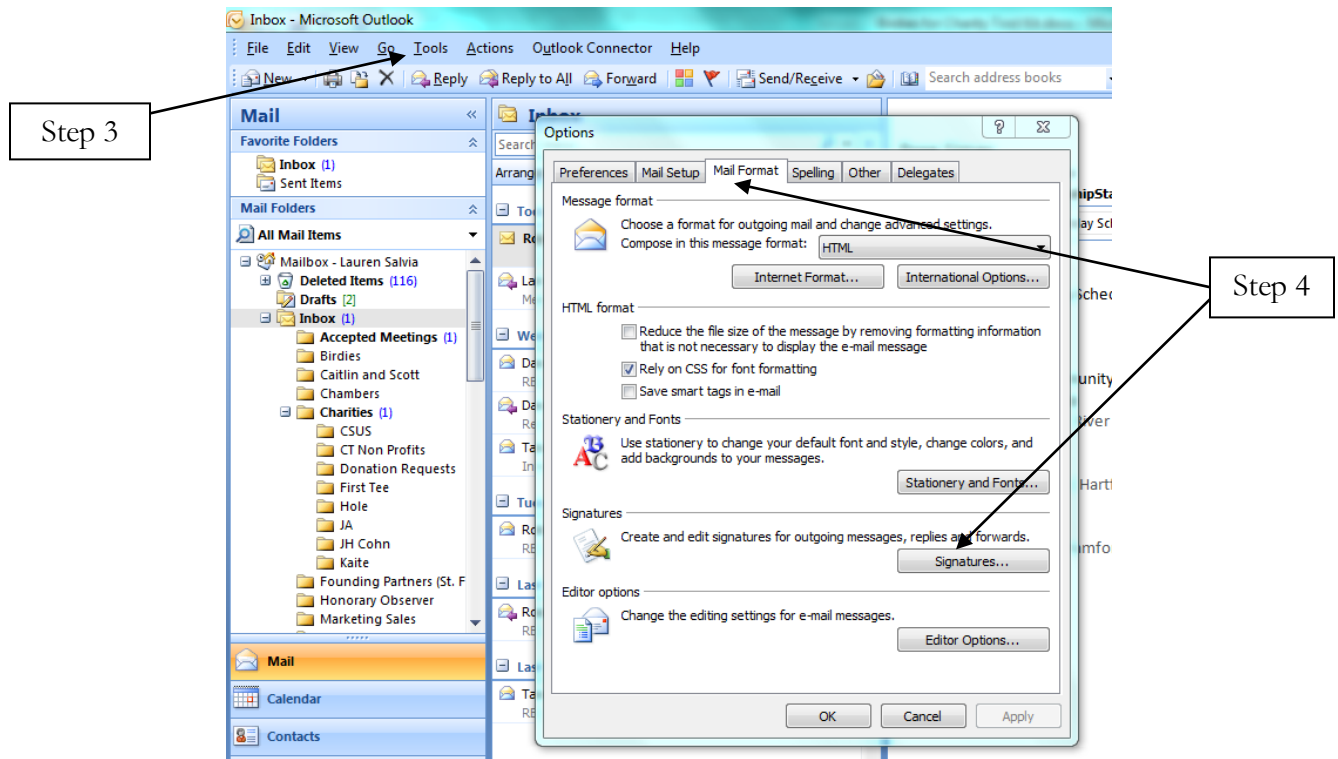 Inbox - Microsoft Outlook
File Edit View Go Tools Actions Outlook Connector Help
New Reply Reply to All Forward Send/Receive Search address books
Step 3
Mail
Favorite Folders
Inbox (1)
Sent Items
Mail Folders
All Mail Items
Mailbox - Lauren Salvia
Deleted Items (116)
Drafts [2]
Inbox (1)
Accepted Meetings (1)
Birdies
Caitlin and Scott
Chambers
Charities (1)
CSUS
CT Non Profits
Donation Requests
First Tee
Hole
JA
JH Cohn
Kaite
Founding Partners (St. F
Honorary Observer
Marketing Sales
Mail
Calendar
Contacts
Inbox
Search
Arrang
Options
Preferences Mail Setup Mail Format Spelling Other Delegates
Message format
Choose a format for outgoing mail and change advanced settings.
Compose in this message format: HTML
Internet Format... International Options...
HTML format
Reduce the file size of the message by removing formatting information
that is not necessary to display the e-mail message
Rely on CSS for font formatting
Save smart tags in e-mail
Stationery and Fonts
Use stationery to change your default font and style, change colors, and
add backgrounds to your messages.
Stationery and Fonts...
Signatures
Create and edit signatures for outgoing messages, replies and forwards.
Signatures...
Editor options
Change the editing settings for e-mail messages.
Editor Options...
OK Cancel Apply
Step 4